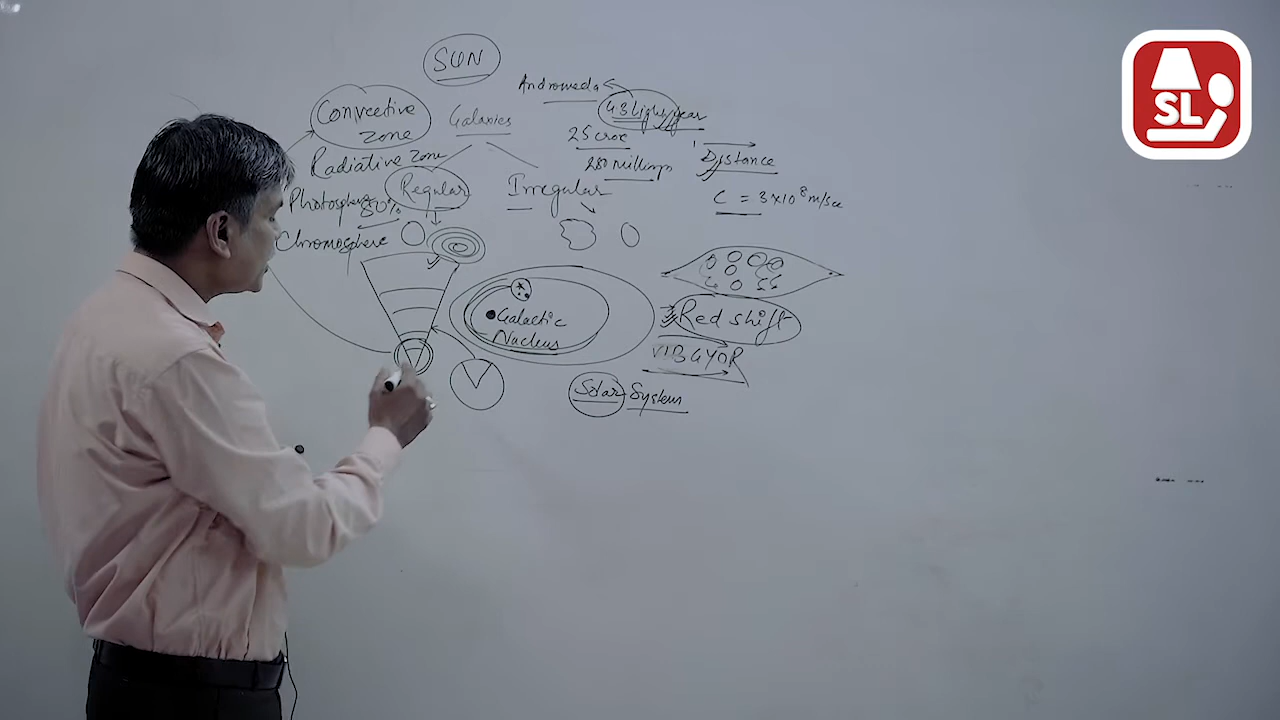 SUN
Andromeda
4.3 light year
Convective
zone
Galaxies
25 crore
280 million
Distance
Radiative Zone
Regular
Irregular
C = 3×10⁸ m/sec
Photosphere
80%
Chromosphere
Galactic
Nucleus
Red shift
VIBGYOR
Solar System
SL